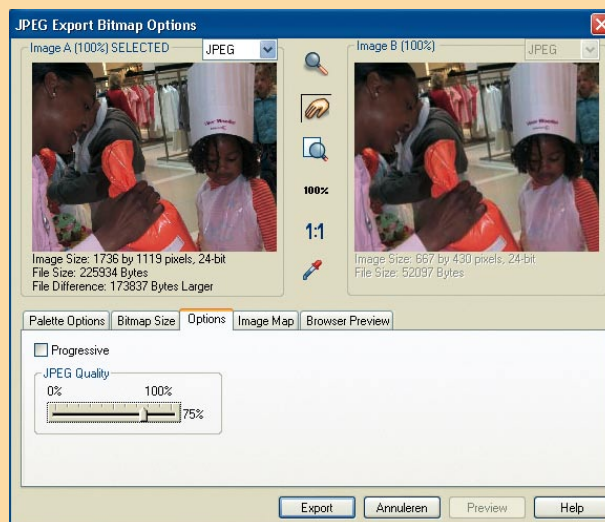 JPEG Export Bitmap Options
Image A (100%) SELECTED
JPEG
Image B (100%)
JPEG
100%
1:1
Image Size: 1736 by 1119 pixels, 24-bit
File Size: 225934 Bytes
File Difference: 173837 Bytes Larger
Image Size: 667 by 430 pixels, 24-bit
File Size: 52097 Bytes
Palette Options
Bitmap Size
Options
Image Map
Browser Preview
Progressive
JPEG Quality
0%
100%
75%
Export
Annuleren
Preview
Help